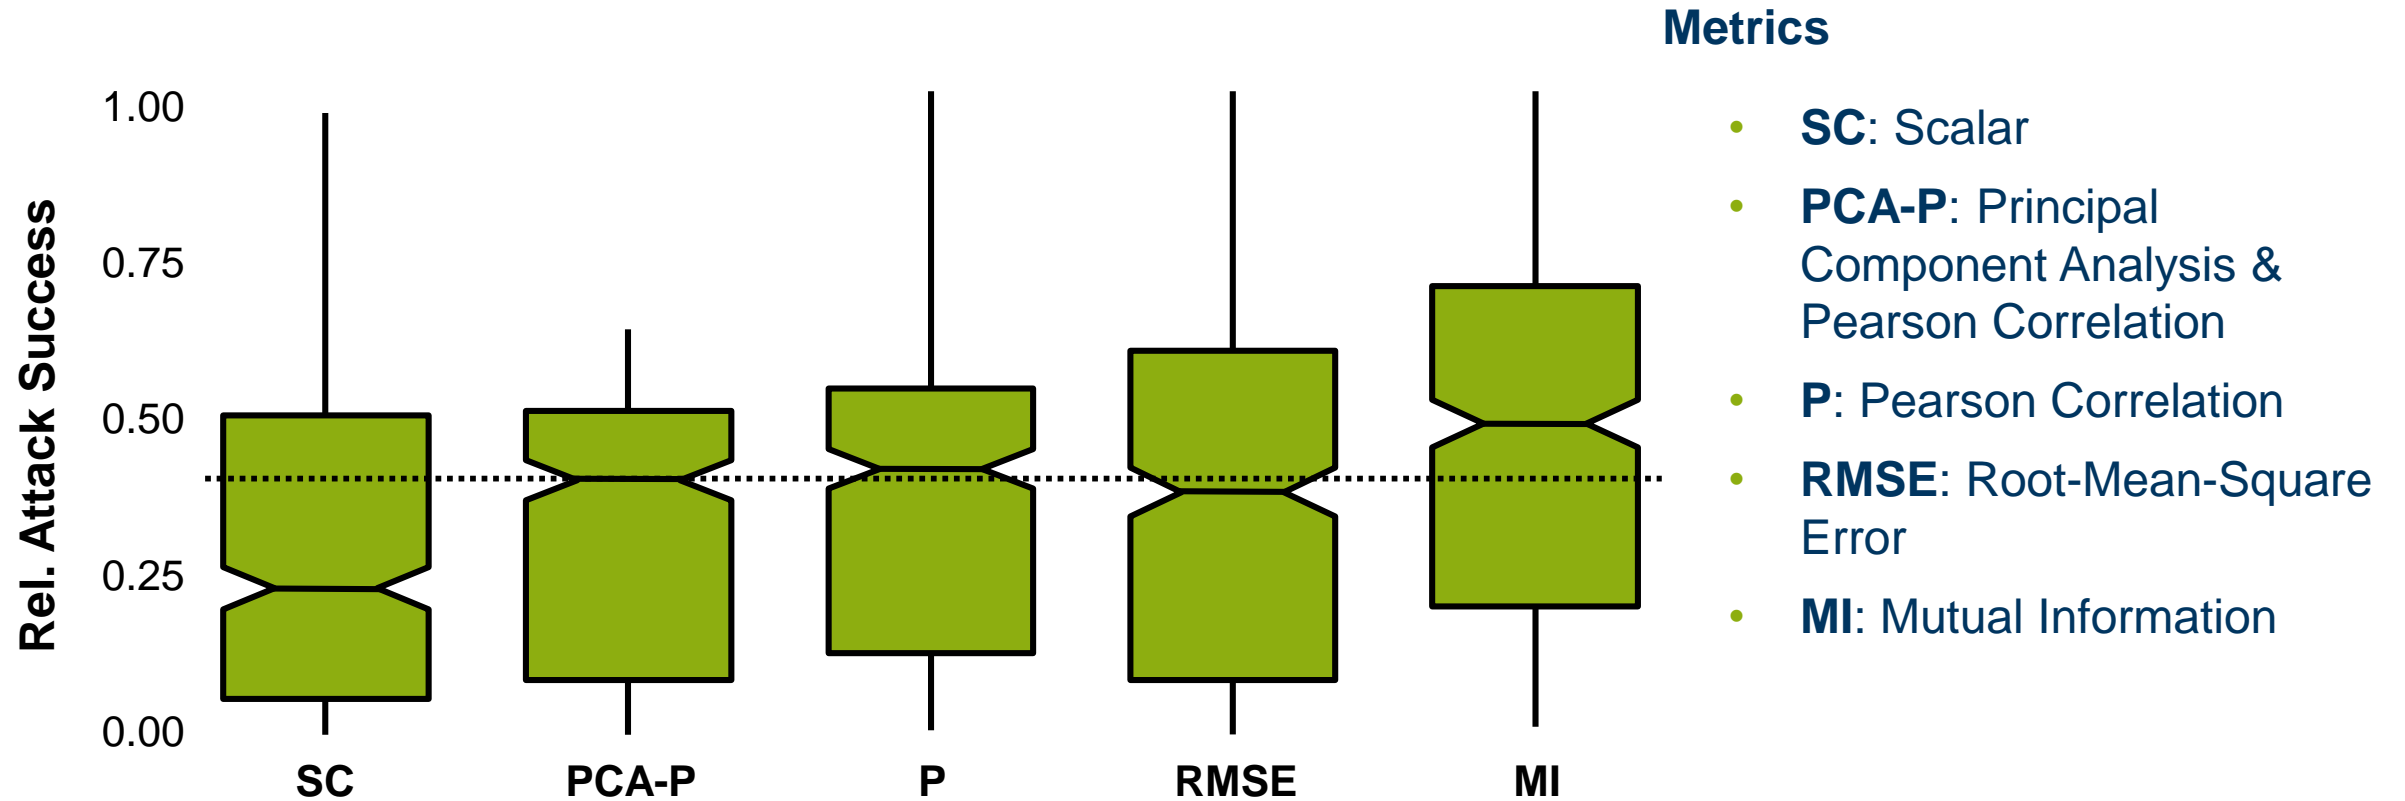 Metrics
Rel. Attack Success
1.00
0.75
0.50
0.25
0.00
SC
PCA-P
P
RMSE
MI
• SC: Scalar
• PCA-P: Principal
Component Analysis &
Pearson Correlation
• P: Pearson Correlation
• RMSE: Root-Mean-Square
Error
• MI: Mutual Information